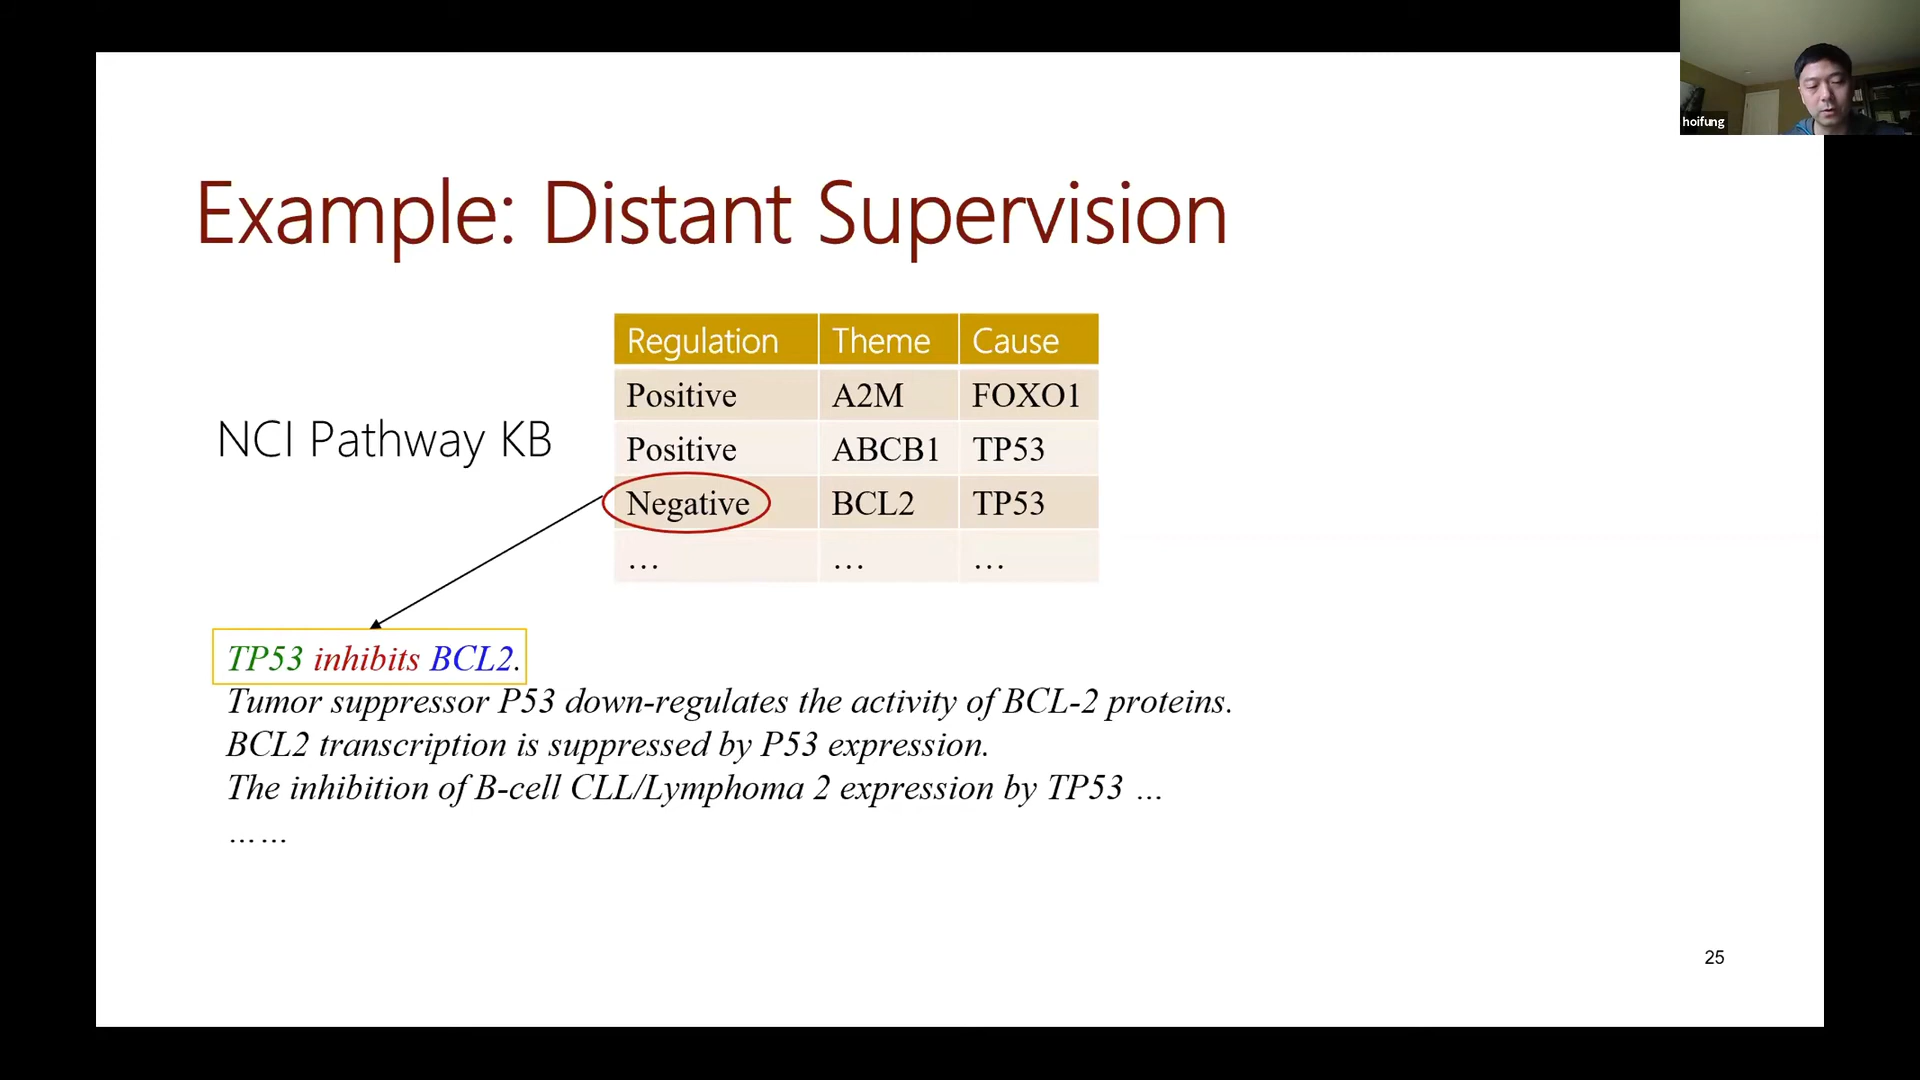 hoifung
Example: Distant Supervision
NCI Pathway KB
Regulation Theme Cause
Positive A2M FOXO1
Positive ABCB1 TP53
Negative BCL2 TP53
… … …
TP53 inhibits BCL2.
Tumor suppressor P53 down-regulates the activity of BCL-2 proteins.
BCL2 transcription is suppressed by P53 expression.
The inhibition of B-cell CLL/Lymphoma 2 expression by TP53 …
……
25